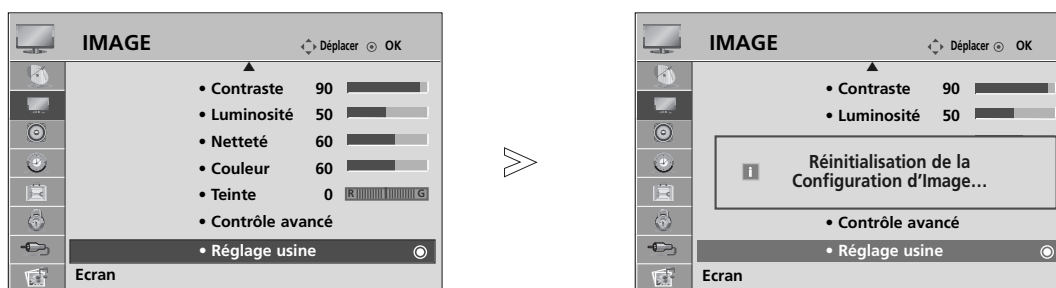 IMAGE
Déplacer OK
• Contraste 90
• Luminosité 50
• Netteté 60
• Couleur 60
• Teinte 0 R G
• Contrôle avancé
• Réglage usine
Ecran
IMAGE
Déplacer OK
• Contraste 90
• Luminosité 50
i Réinitialisation de la
Configuration d’Image...
• Contrôle avancé
• Réglage usine
Ecran